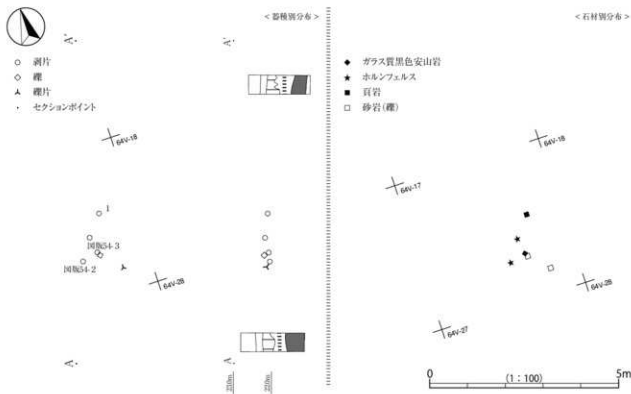 <器種別分布>
A'
A'
○ 剥片
◇ 礫
礫片
・ セクションポイント
64V-18
1
図版54-3
図版54-2
64V-28
A
A
22.0m
<石材別分布>
◆ ガラス質黒色安山岩
★ ホルンフェルス
■ 頁岩
□ 砂岩(礫)
64V-18
64V-17
64V-28
64V-27
0
(1:100)
5m